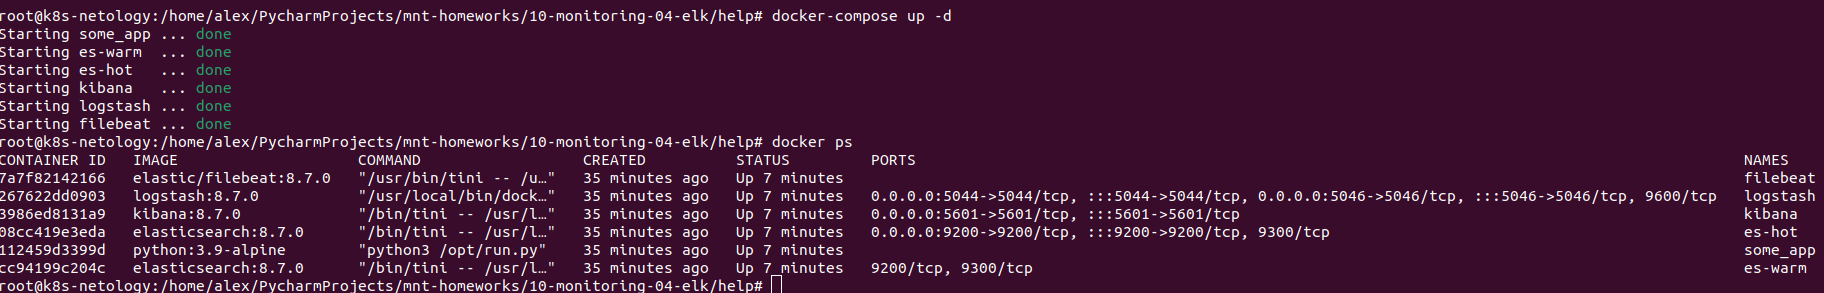 root@k8s-netology:/home/alex/PycharmProjects/mnt-homeworks/10-monitoring-04-elk/help# docker-compose up -d
Starting some_app ... done
Starting es-warm  ... done
Starting es-hot   ... done
Starting kibana   ... done
Starting logstash ... done
Starting filebeat ... done
root@k8s-netology:/home/alex/PycharmProjects/mnt-homeworks/10-monitoring-04-elk/help# docker ps
CONTAINER ID   IMAGE                    COMMAND                  CREATED          STATUS         PORTS                                                                                            NAMES
7a7f82142166   elastic/filebeat:8.7.0   "/usr/bin/tini -- /u…"   35 minutes ago   Up 7 minutes                                                                                                    filebeat
267622dd0903   logstash:8.7.0           "/usr/local/bin/dock…"   35 minutes ago   Up 7 minutes   0.0.0.0:5044->5044/tcp, :::5044->5044/tcp, 0.0.0.0:5046->5046/tcp, :::5046->5046/tcp, 9600/tcp   logstash
3986ed8131a9   kibana:8.7.0             "/bin/tini -- /usr/l…"   35 minutes ago   Up 7 minutes   0.0.0.0:5601->5601/tcp, :::5601->5601/tcp                                                        kibana
08cc419e3eda   elasticsearch:8.7.0      "/bin/tini -- /usr/l…"   35 minutes ago   Up 7 minutes   0.0.0.0:9200->9200/tcp, :::9200->9200/tcp, 9300/tcp                                              es-hot
112459d3399d   python:3.9-alpine        "python3 /opt/run.py"    35 minutes ago   Up 7 minutes                                                                                                    some_app
cc94199c204c   elasticsearch:8.7.0      "/bin/tini -- /usr/l…"   35 minutes ago   Up 7 minutes   9200/tcp, 9300/tcp                                                                               es-warm
root@k8s-netology:/home/alex/PycharmProjects/mnt-homeworks/10-monitoring-04-elk/help#